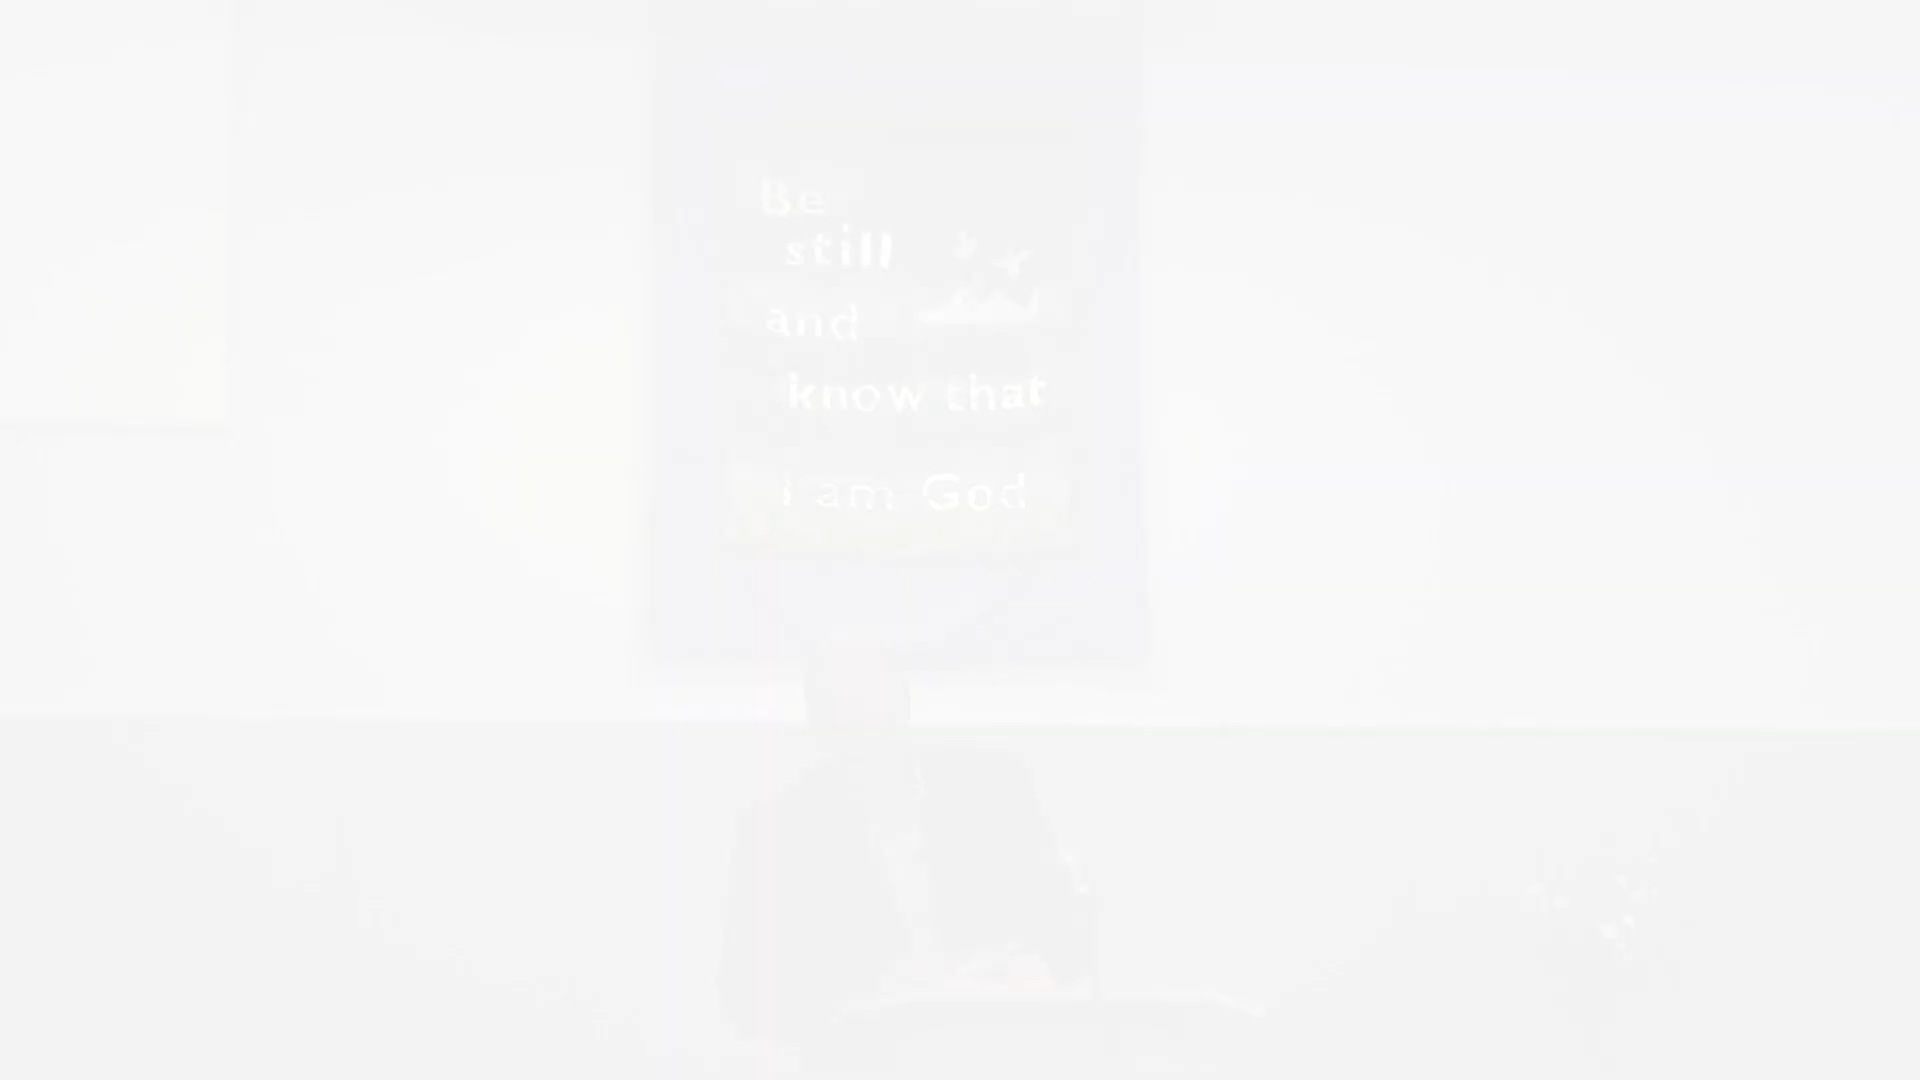 Be
still
and
know that
i am God